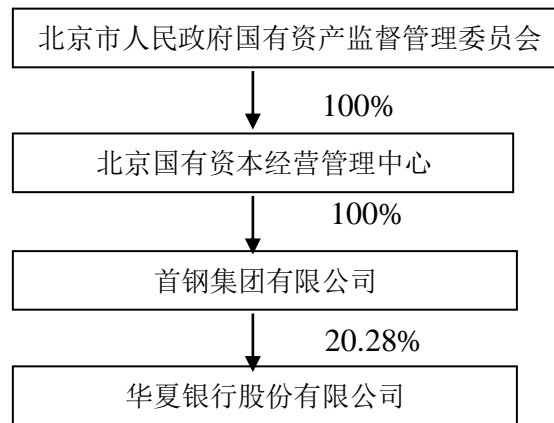 北京市人民政府国有资产监督管理委员会
100%
北京国有资本经营管理中心
100%
首钢集团有限公司
20.28%
华夏银行股份有限公司